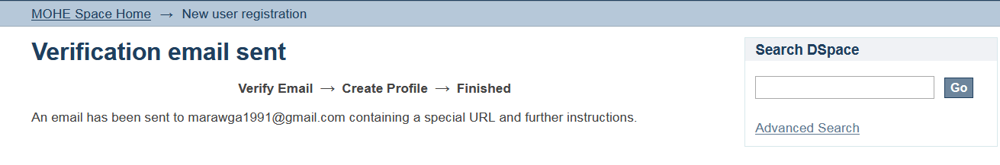 MOHE Space Home → New user registration
Verification email sent
Verify Email → Create Profile → Finished
An email has been sent to marawga1991@gmail.com containing a special URL and further instructions.
Search DSpace
Go
Advanced Search